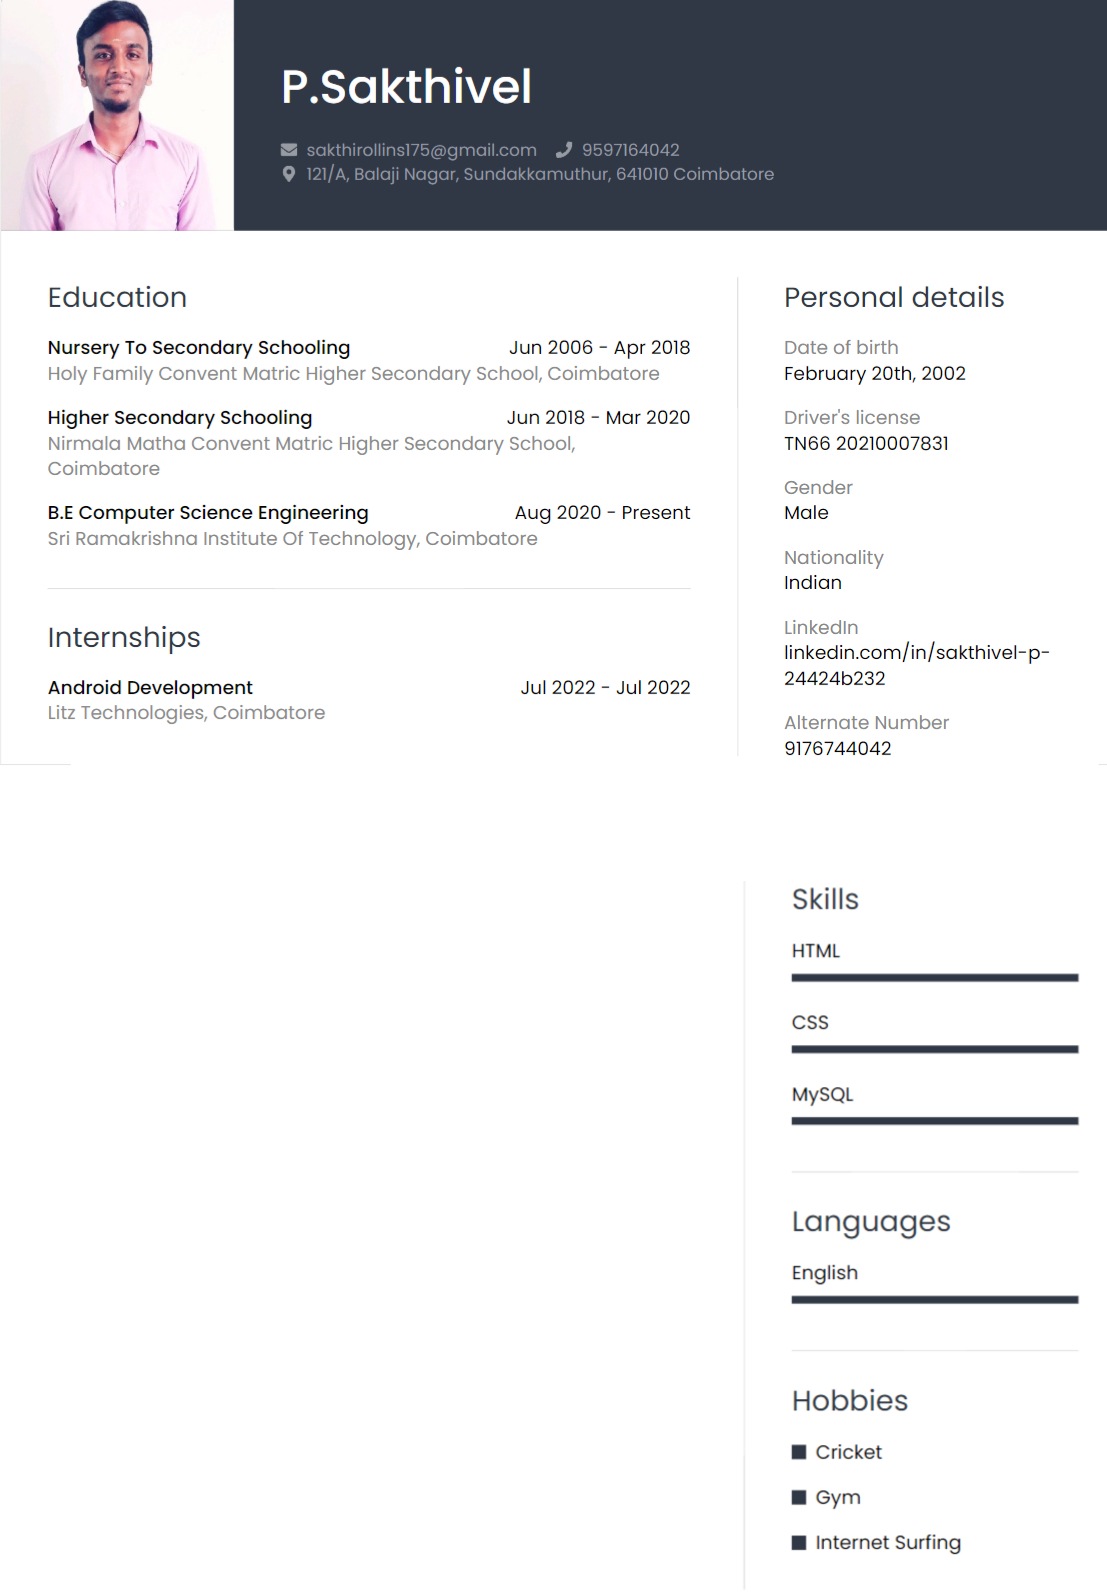 P.Sakthivel
sakthirollins175@gmail.com 9597164042
121/A, Balaji Nagar, Sundakkamuthur, 641010 Coimbatore
Education
Nursery To Secondary Schooling Jun 2006 - Apr 2018
Holy Family Convent Matric Higher Secondary School, Coimbatore
Higher Secondary Schooling Jun 2018 - Mar 2020
Nirmala Matha Convent Matric Higher Secondary School,
Coimbatore
B.E Computer Science Engineering Aug 2020 - Present
Sri Ramakrishna Institute Of Technology, Coimbatore
Internships
Android Development Jul 2022 - Jul 2022
Litz Technologies, Coimbatore
Personal details
Date of birth
February 20th, 2002
Driver's license
TN66 20210007831
Gender
Male
Nationality
Indian
LinkedIn
linkedin.com/in/sakthivel-p-
24424b232
Alternate Number
9176744042
Skills
HTML
CSS
MySQL
Languages
English
Hobbies
Cricket
Gym
Internet Surfing